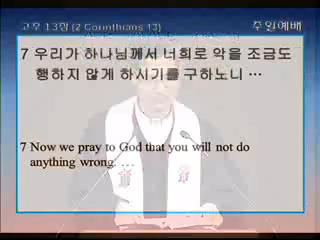 고후 13장 (2 Corinthians 13) 주일예배
7 우리가 하나님께서 너희로 악을 조금도
행하지 않게 하시기를 구하노니 …
7 Now we pray to God that you will not do
anything wrong. …